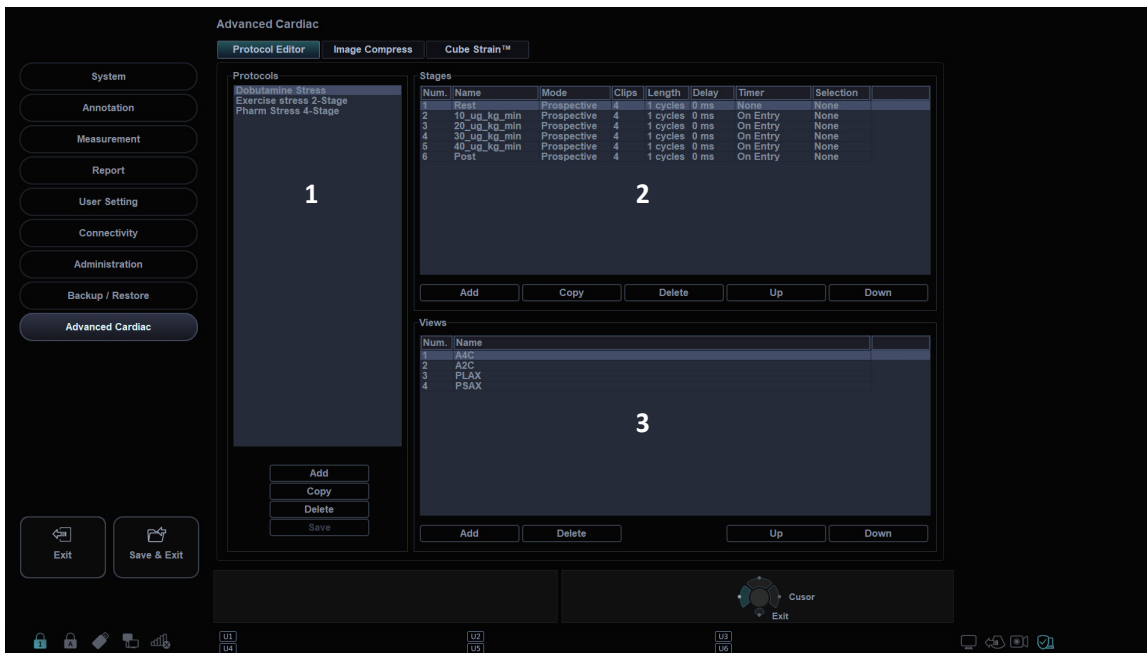 Advanced Cardiac
Protocol Editor Image Compress Cube Strain™
System
Annotation
Measurement
Report
User Setting
Connectivity
Administration
Backup / Restore
Advanced Cardiac
Exit
Save & Exit
Protocols
Dobutamine Stress
Exercise stress 2-Stage
Pharm Stress 4-Stage
1
Add
Copy
Delete
Save
Stages
Num. Name Mode Clips Length Delay Timer Selection
1 Rest Prospective 4 1 cycles 0 ms None None
2 10_ug_kg_min Prospective 4 1 cycles 0 ms On Entry None
3 20_ug_kg_min Prospective 4 1 cycles 0 ms On Entry None
4 30_ug_kg_min Prospective 4 1 cycles 0 ms On Entry None
5 40_ug_kg_min Prospective 4 1 cycles 0 ms On Entry None
6 Post Prospective 4 1 cycles 0 ms On Entry None
2
Add Copy Delete Up Down
Views
Num. Name
1 A4C
2 A2C
3 PLAX
4 PSAX
3
Add Delete Up Down
Cusor
Exit
1 A
U1 U2 U3
U4 U5 U6